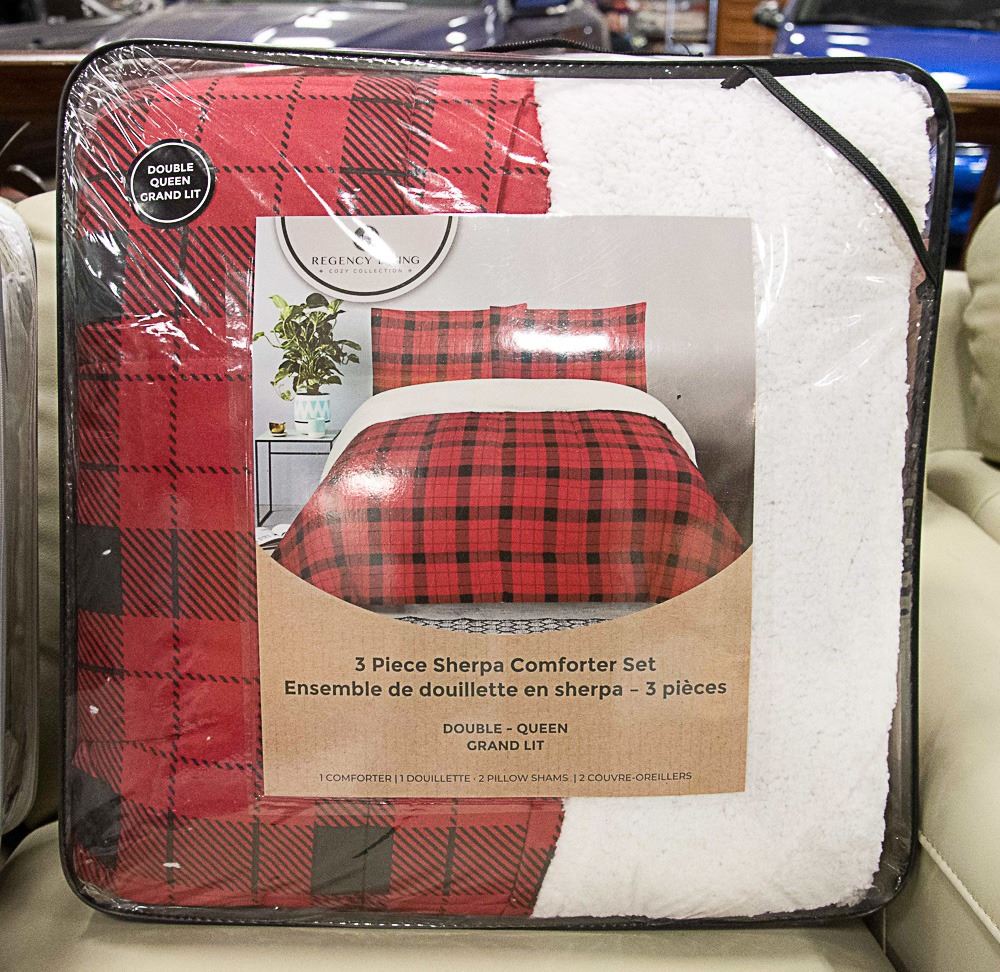 DOUBLE
QUEEN
GRAND LIT
REGENCY LIVING
COZY COLLECTION
3 Piece Sherpa Comforter Set
Ensemble de douillette en sherpa – 3 pièces
DOUBLE - QUEEN
GRAND LIT
1 COMFORTER | 1 DOUILLETTE · 2 PILLOW SHAMS | 2 COUVRE-OREILLERS